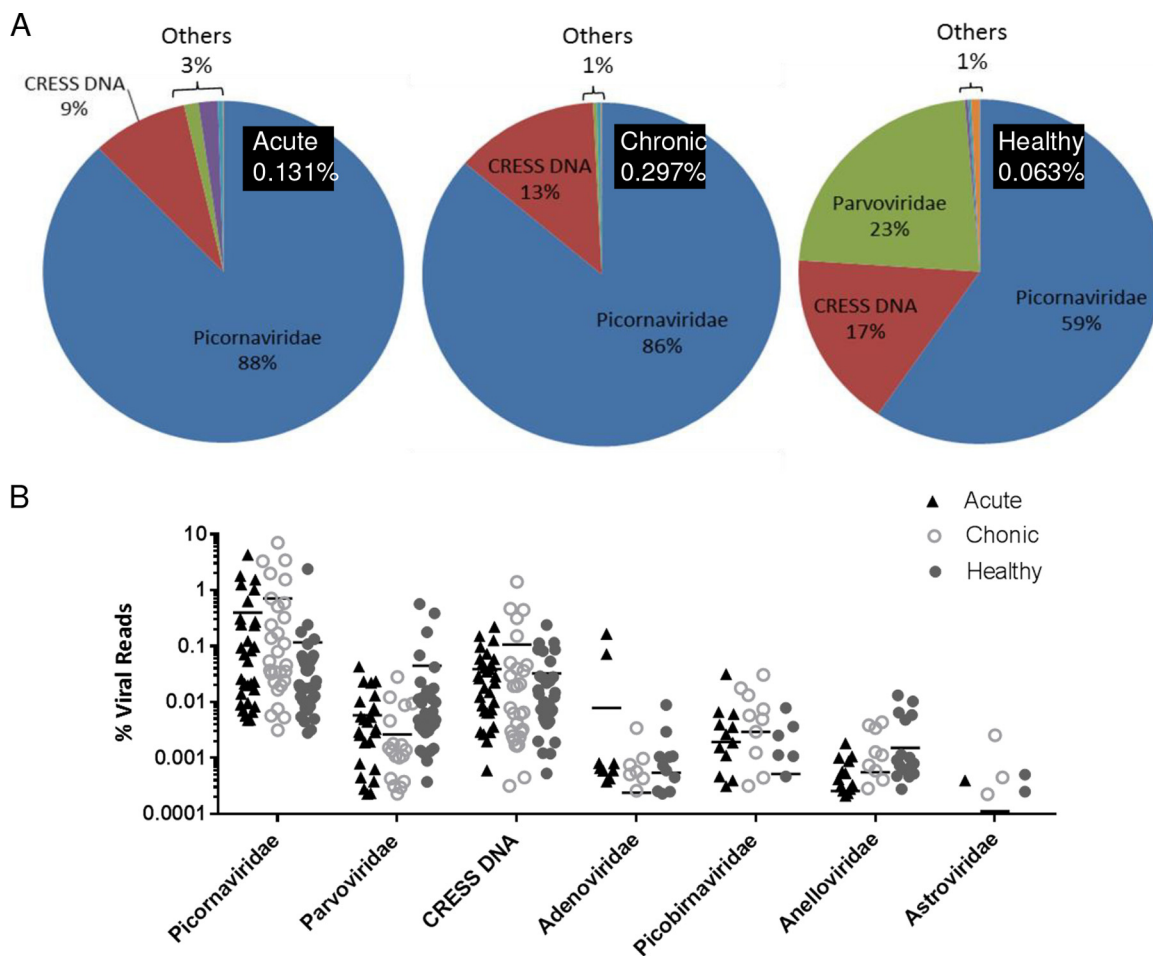 A
Others
3%
CRESS DNA
9%
Acute
0.131%
Picornaviridae
88%
Others
1%
CRESS DNA
13%
Chronic
0.297%
Picornaviridae
86%
Others
1%
Healthy
0.063%
Parvoviridae
23%
CRESS DNA
17%
Picornaviridae
59%
B
Acute
Chonic
Healthy
% Viral Reads
10
1
0.1
0.01
0.001
0.0001
Picornaviridae
Parvoviridae
CRESS DNA
Adenoviridae
Picobirnaviridae
Anelloviridae
Astroviridae